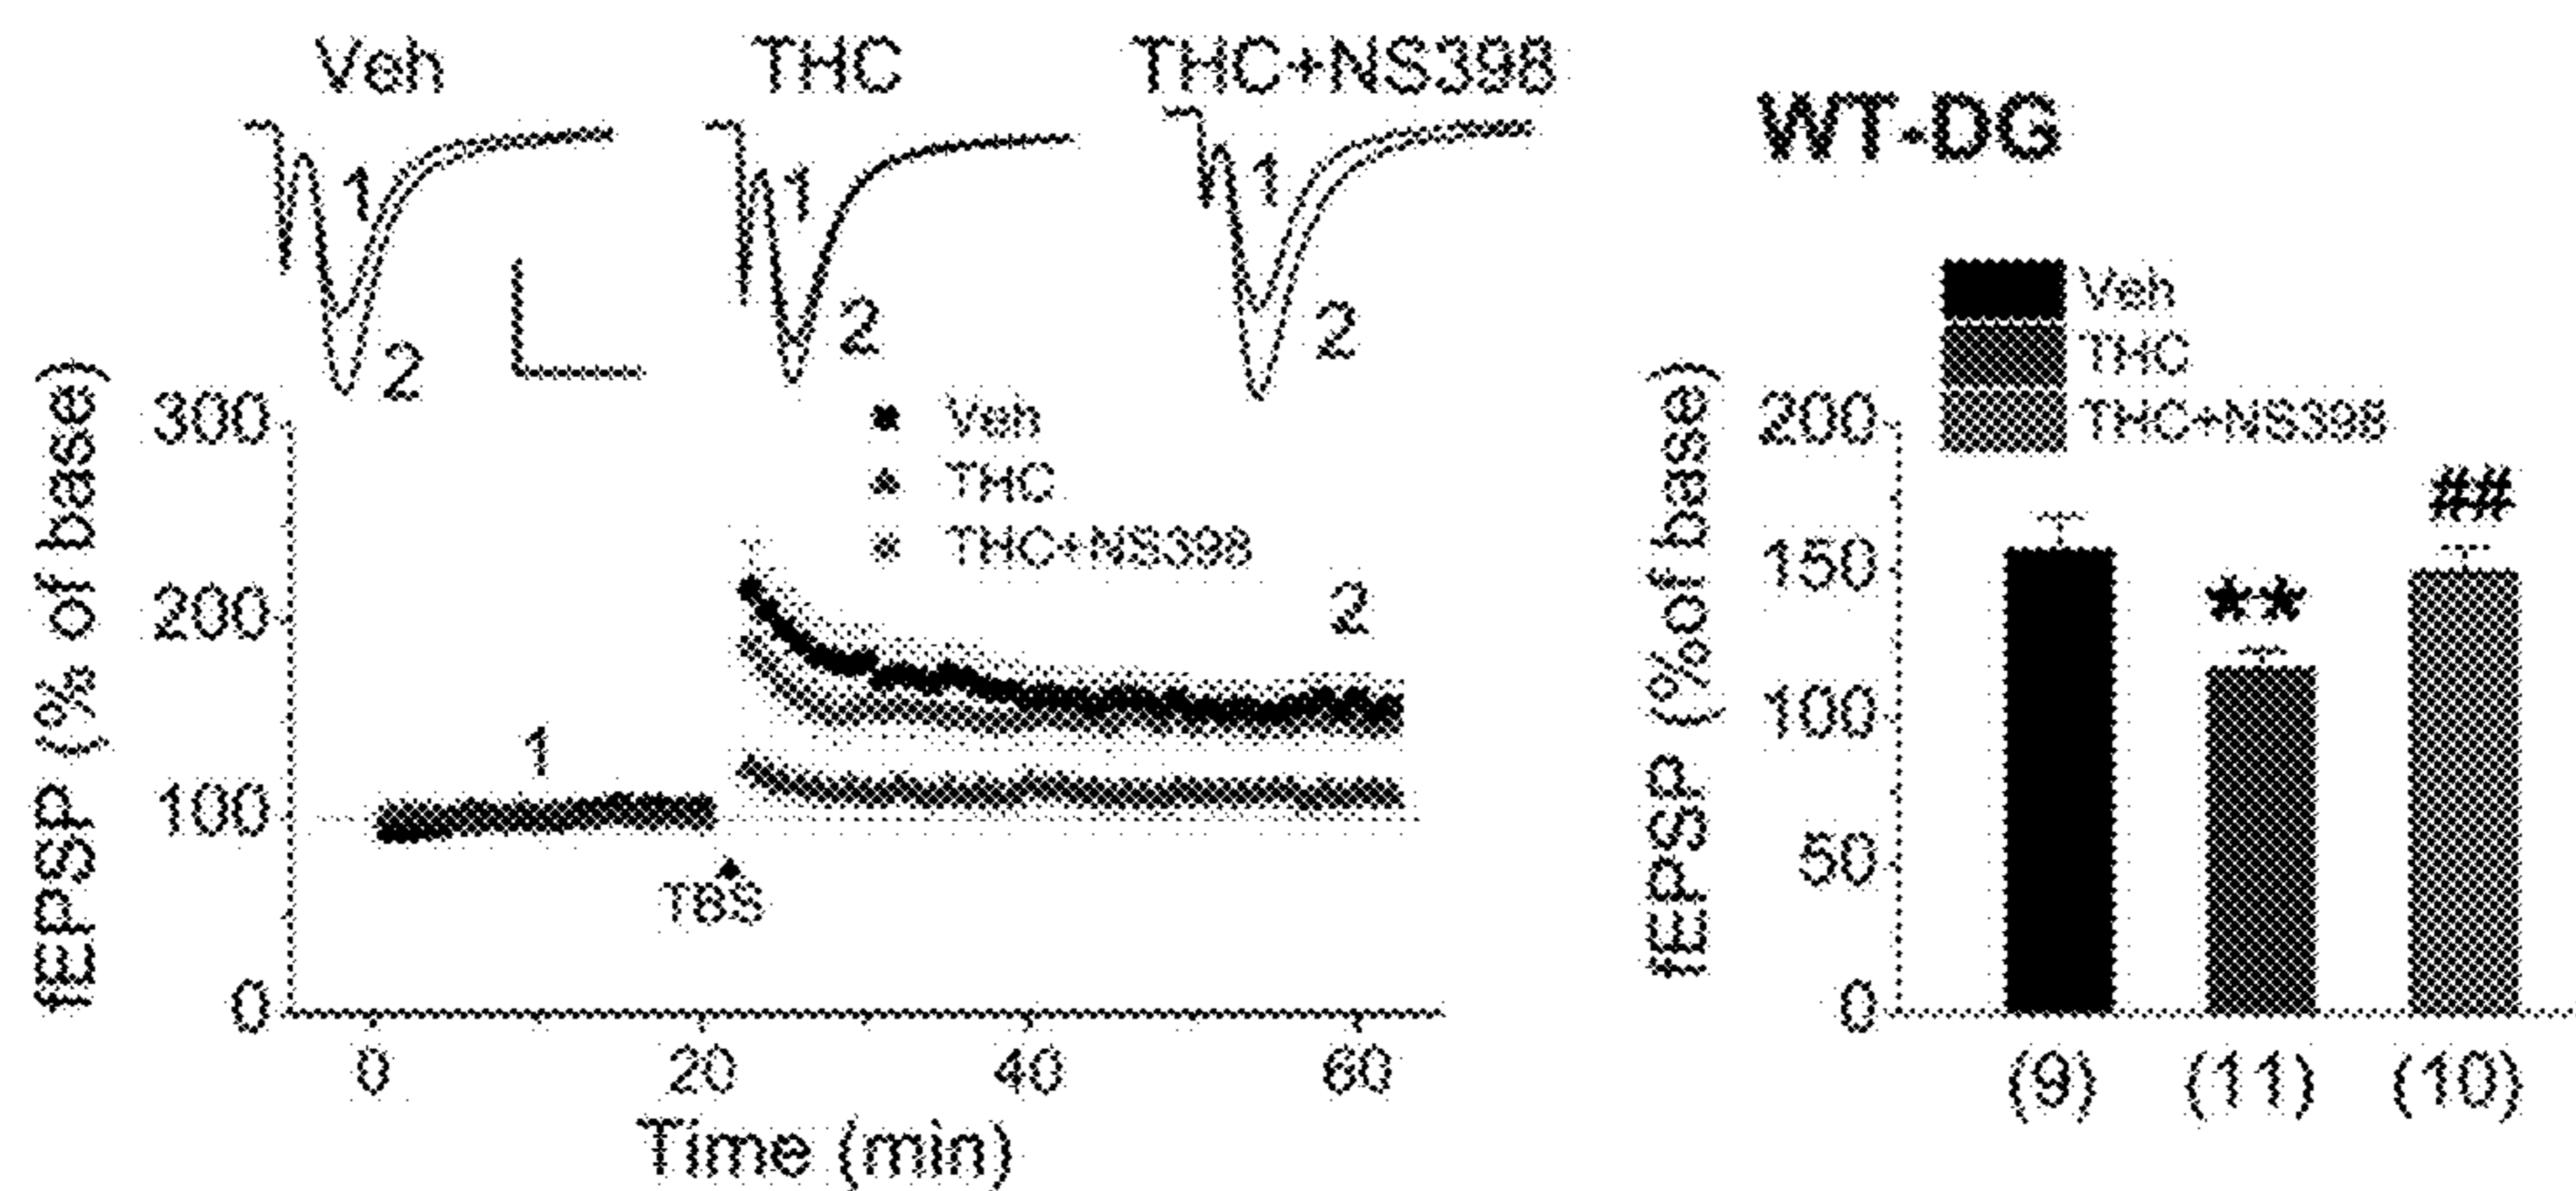 Veh THC THC+NS398
1 1 1
2 2 2
fEPSP (% of base)
300
200
100
0
Veh
THC
THC+NS398
1
2
TBS
0 20 40 60
Time (min)
WT-DG
Veh
THC
THC+NS398
fEPSP (% of base)
200
150
100
50
0
**
##
(9) (11) (10)